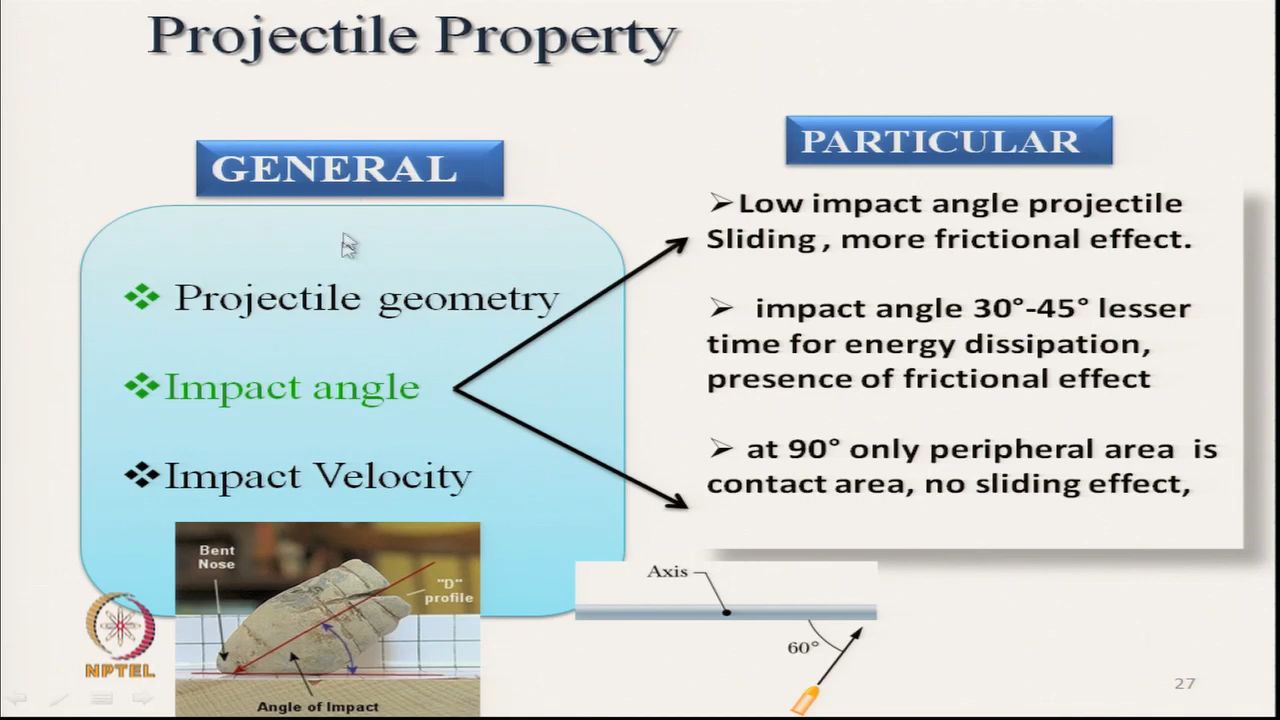 Projectile Property
GENERAL
❖ Projectile geometry
❖Impact angle
❖Impact Velocity
PARTICULAR
➢Low impact angle projectile
Sliding , more frictional effect.
➢ impact angle 30°-45° lesser
time for energy dissipation,
presence of frictional effect
➢ at 90° only peripheral area is
contact area, no sliding effect,
Bent
Nose
"D"
profile
Angle of Impact
Axis
60°
NPTEL
27